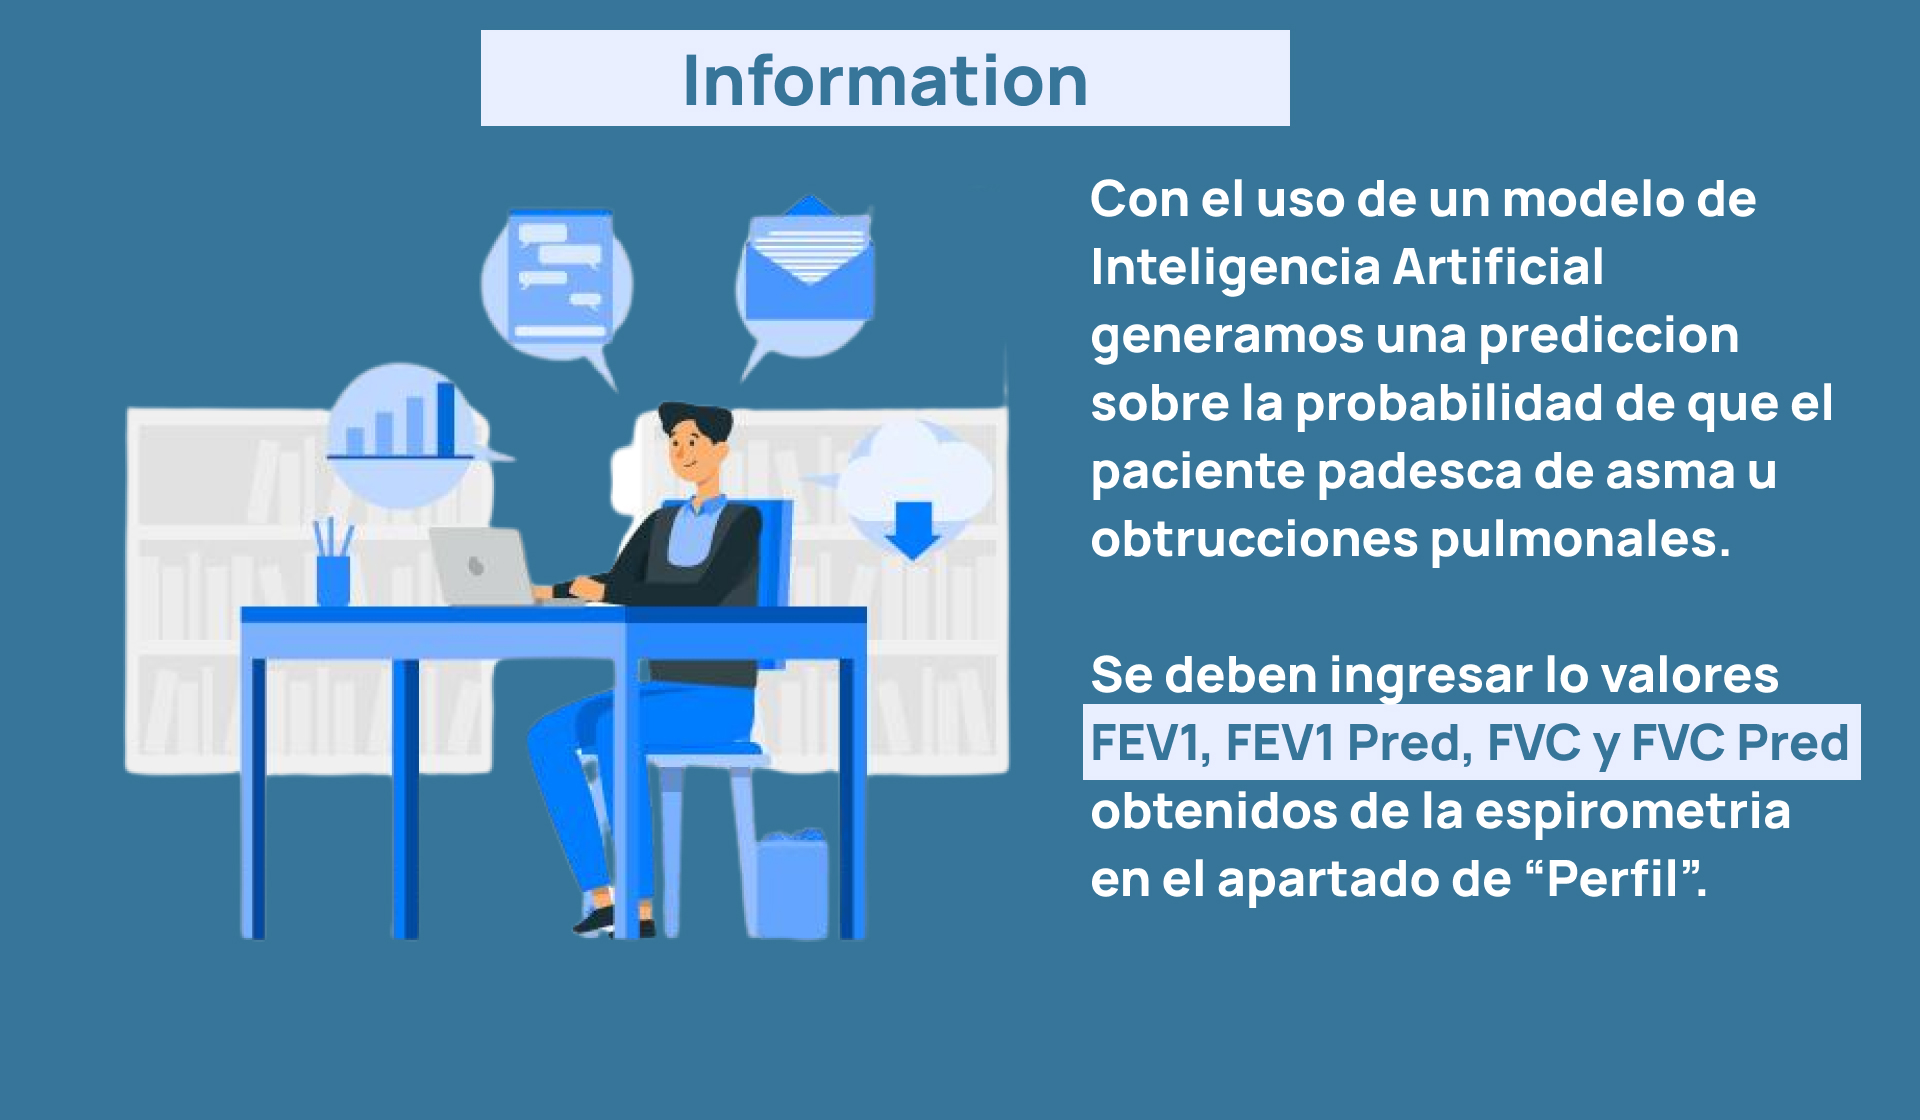 Information
Con el uso de un modelo de
Inteligencia Artificial
generamos una prediccion
sobre la probabilidad de que el
paciente padesca de asma u
obtrucciones pulmonales.
Se deben ingresar lo valores
FEV1, FEV1 Pred, FVC y FVC Pred
obtenidos de la espirometria
en el apartado de “Perfil”.